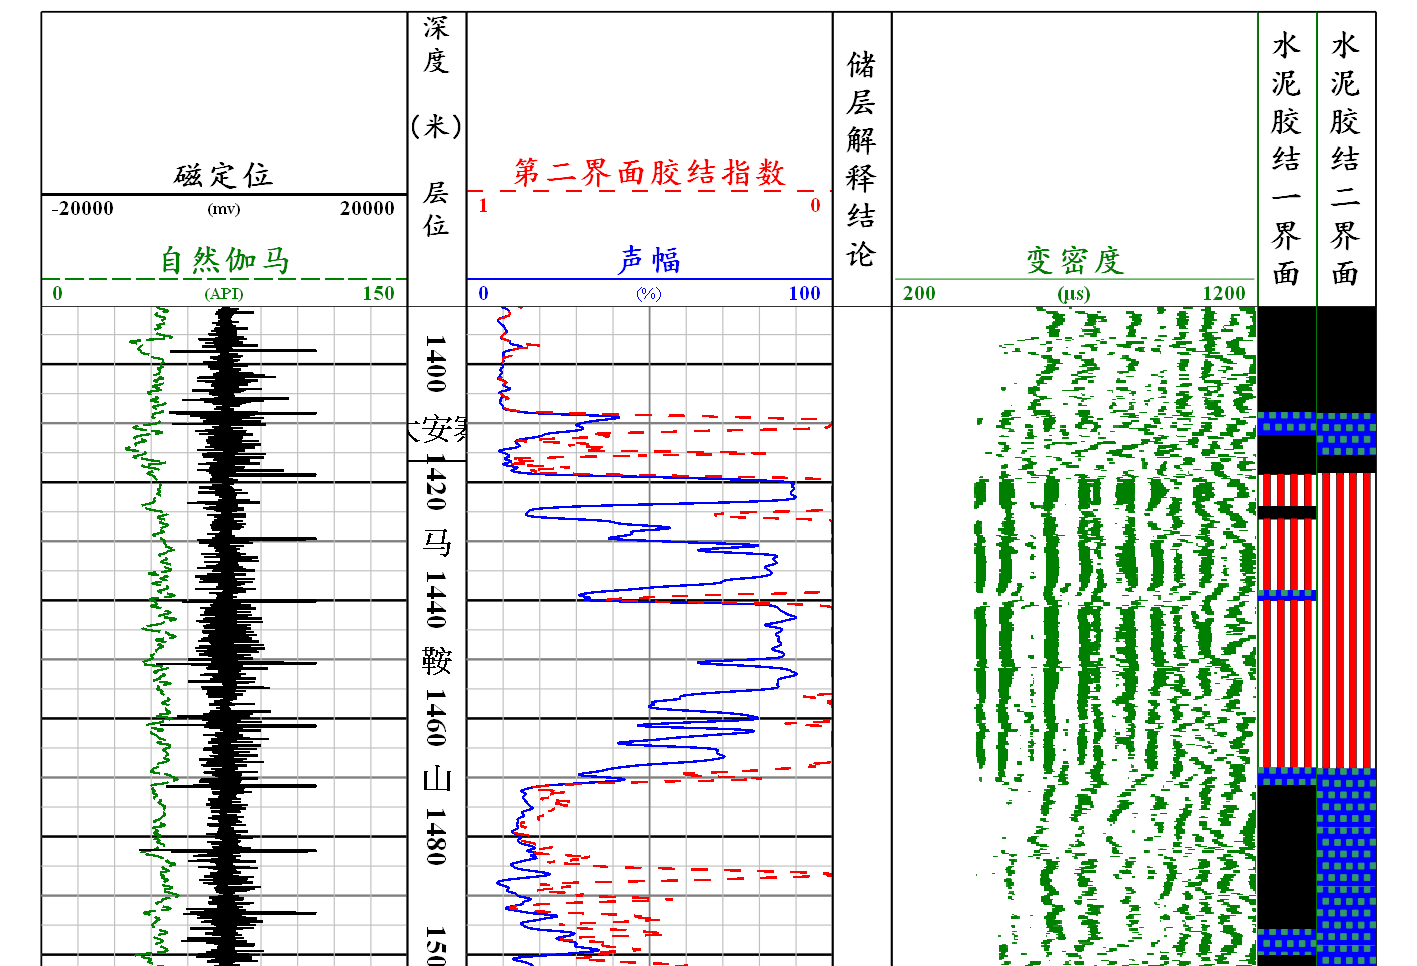 磁定位
-20000 (mv) 20000
自然伽马
0 (API) 150
深度
(米)
层位
第二界面胶结指数
1 0
声幅
0 (%) 100
储层解释结论
变密度
200 (μs) 1200
水泥胶结一界面
水泥胶结二界面
1400
安
1420
马
1440
鞍
1460
山
1480
150